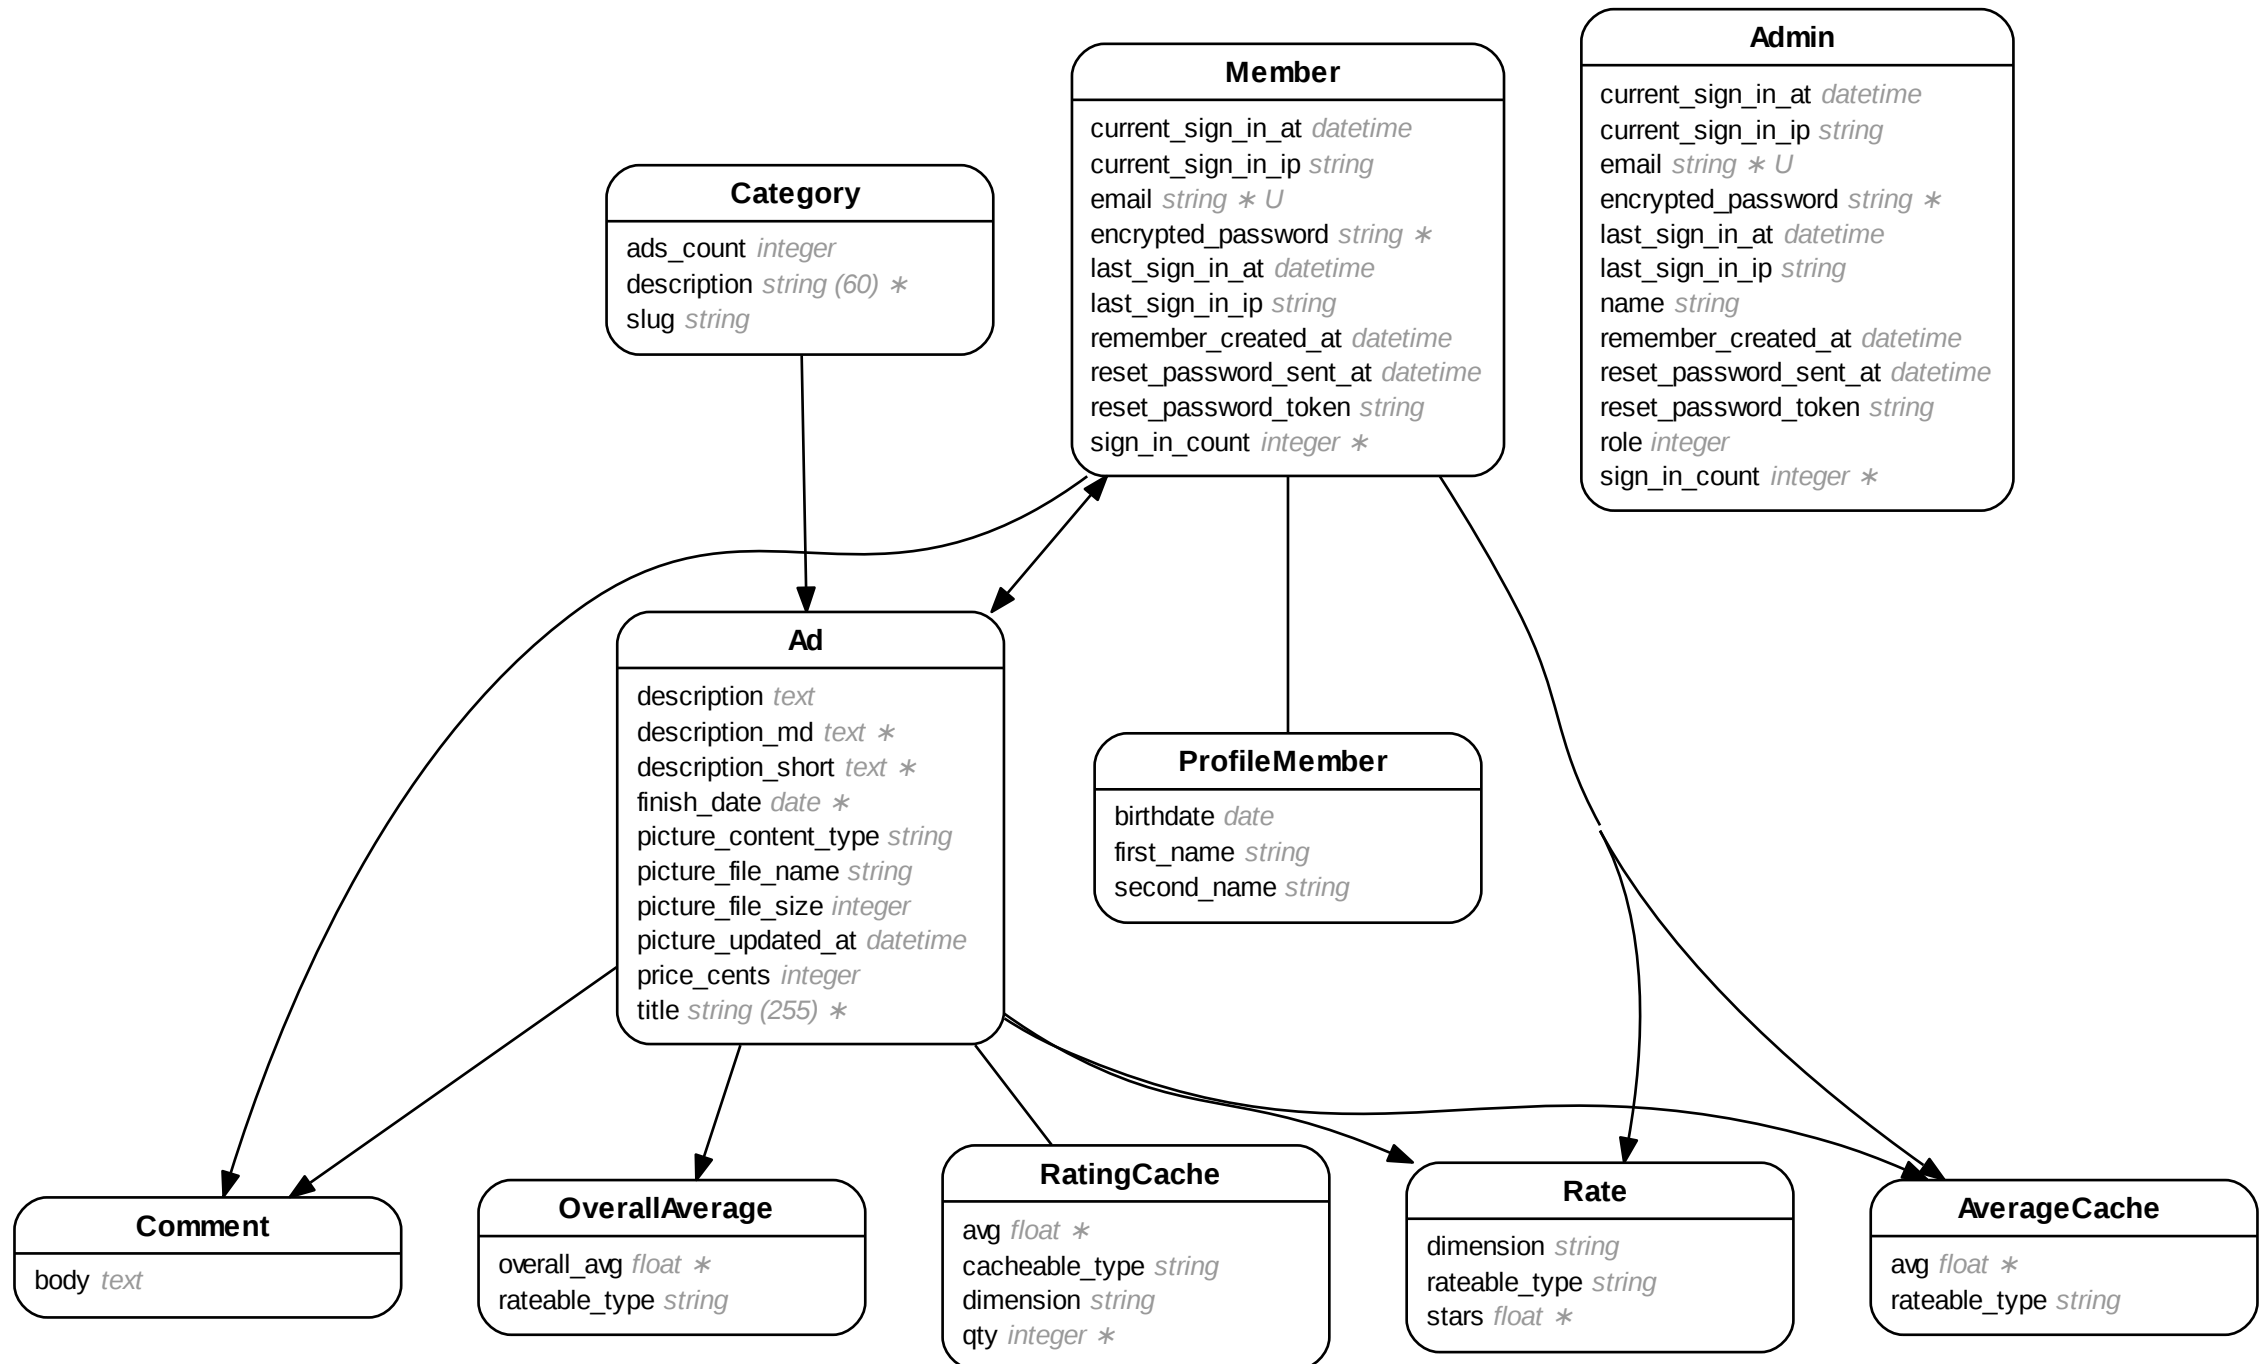 Admin
current_sign_in_at datetime
current_sign_in_ip string
email string ∗ U
encrypted_password string ∗
last_sign_in_at datetime
last_sign_in_ip string
name string
remember_created_at datetime
reset_password_sent_at datetime
reset_password_token string
role integer
sign_in_count integer ∗
Member
current_sign_in_at datetime
current_sign_in_ip string
email string ∗ U
encrypted_password string ∗
last_sign_in_at datetime
last_sign_in_ip string
remember_created_at datetime
reset_password_sent_at datetime
reset_password_token string
sign_in_count integer ∗
Category
ads_count integer
description string (60) ∗
slug string
Ad
description text
description_md text ∗
description_short text ∗
finish_date date ∗
picture_content_type string
picture_file_name string
picture_file_size integer
picture_updated_at datetime
price_cents integer
title string (255) ∗
ProfileMember
birthdate date
first_name string
second_name string
Comment
body text
OverallAverage
overall_avg float ∗
rateable_type string
RatingCache
avg float ∗
cacheable_type string
dimension string
qty integer ∗
Rate
dimension string
rateable_type string
stars float ∗
AverageCache
avg float ∗
rateable_type string